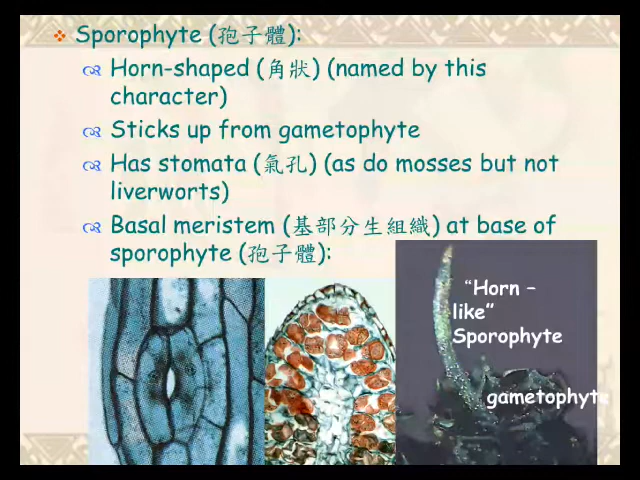 Sporophyte (孢子體):
Horn-shaped (角狀) (named by this
character)
Sticks up from gametophyte
Has stomata (氣孔) (as do mosses but not
liverworts)
Basal meristem (基部分生組織) at base of
sporophyte (孢子體):
“Horn –
like”
Sporophyte
gametophyte